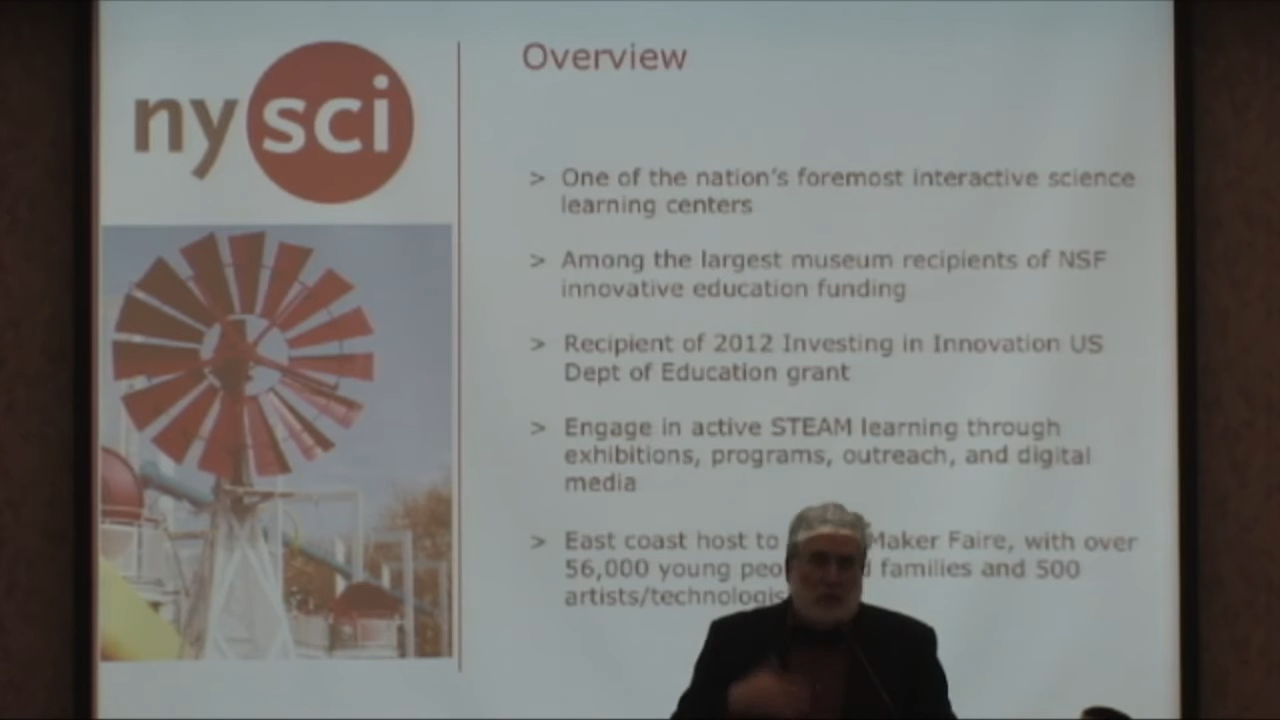 nysci
Overview
> One of the nation's foremost interactive science
learning centers
> Among the largest museum recipients of NSF
innovative education funding
> Recipient of 2012 Investing in Innovation US
Dept of Education grant
> Engage in active STEAM learning through
exhibitions, programs, outreach, and digital
media
> East coast host to Maker Faire, with over
56,000 young families and 500